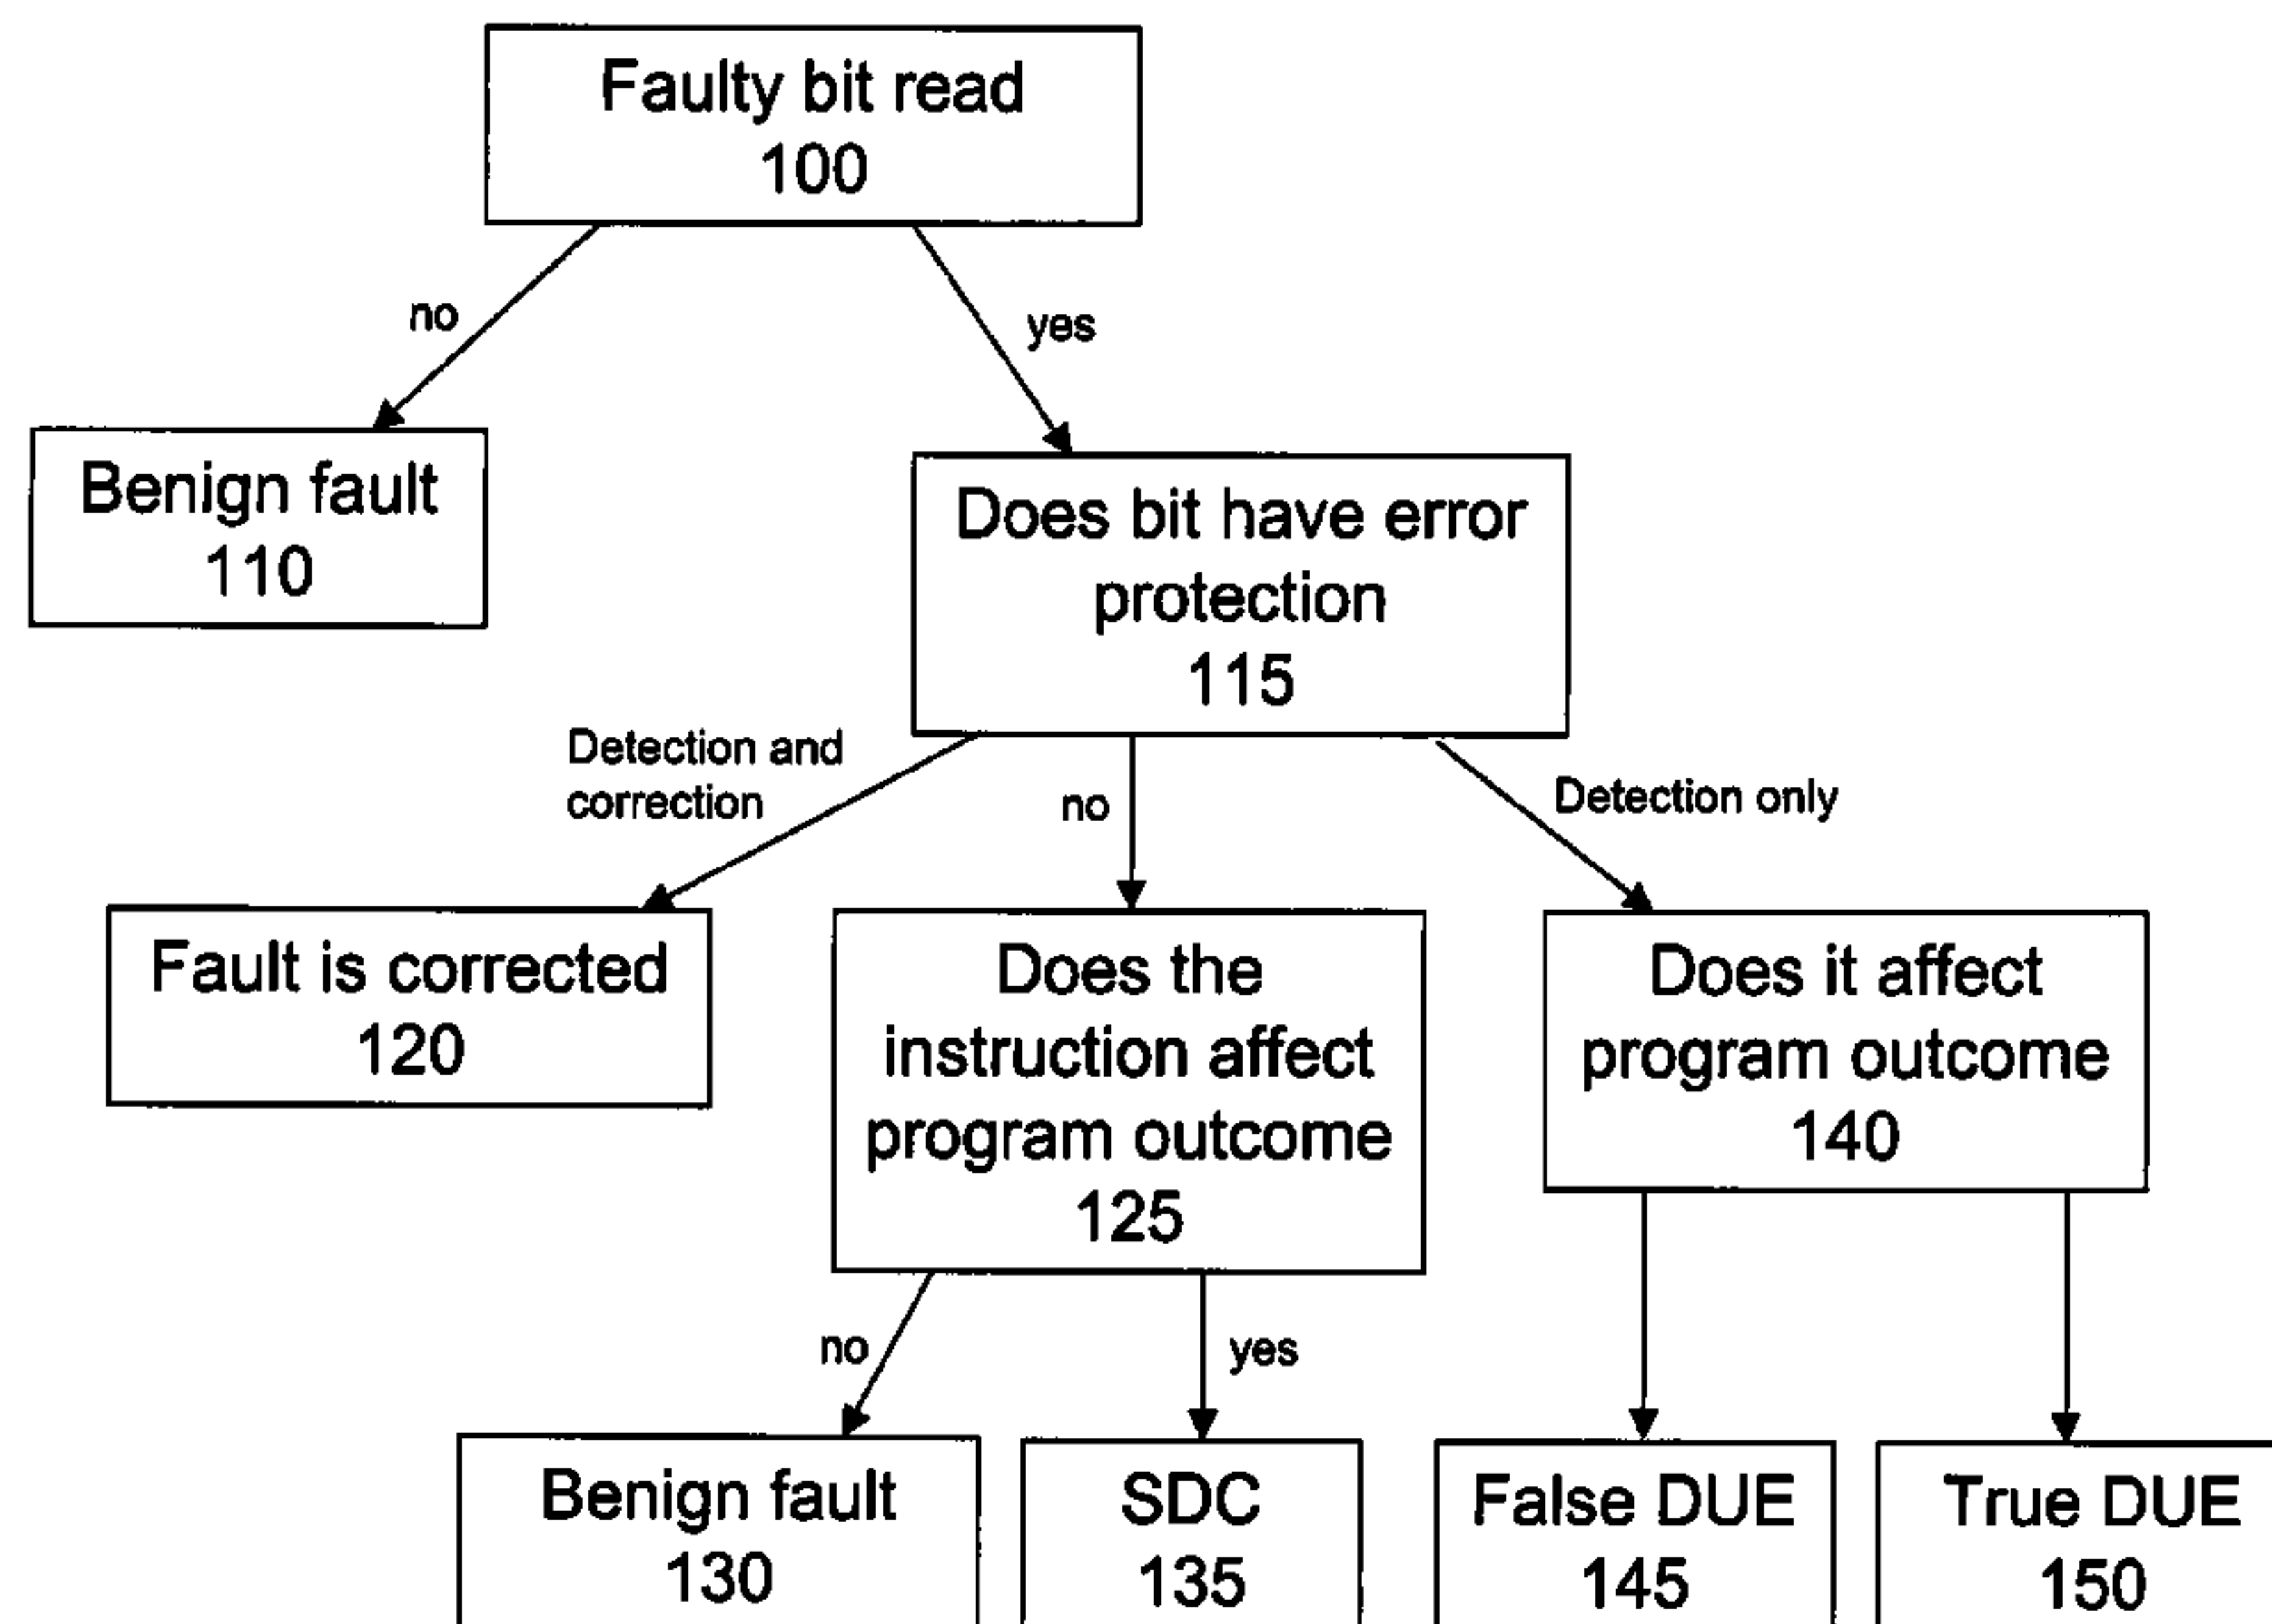 Faulty bit read
100
no
yes
Benign fault
110
Does bit have error
protection
115
Detection and
correction
no
Detection only
Fault is corrected
120
Does the
instruction affect
program outcome
125
Does it affect
program outcome
140
no
yes
Benign fault
130
SDC
135
False DUE
145
True DUE
150